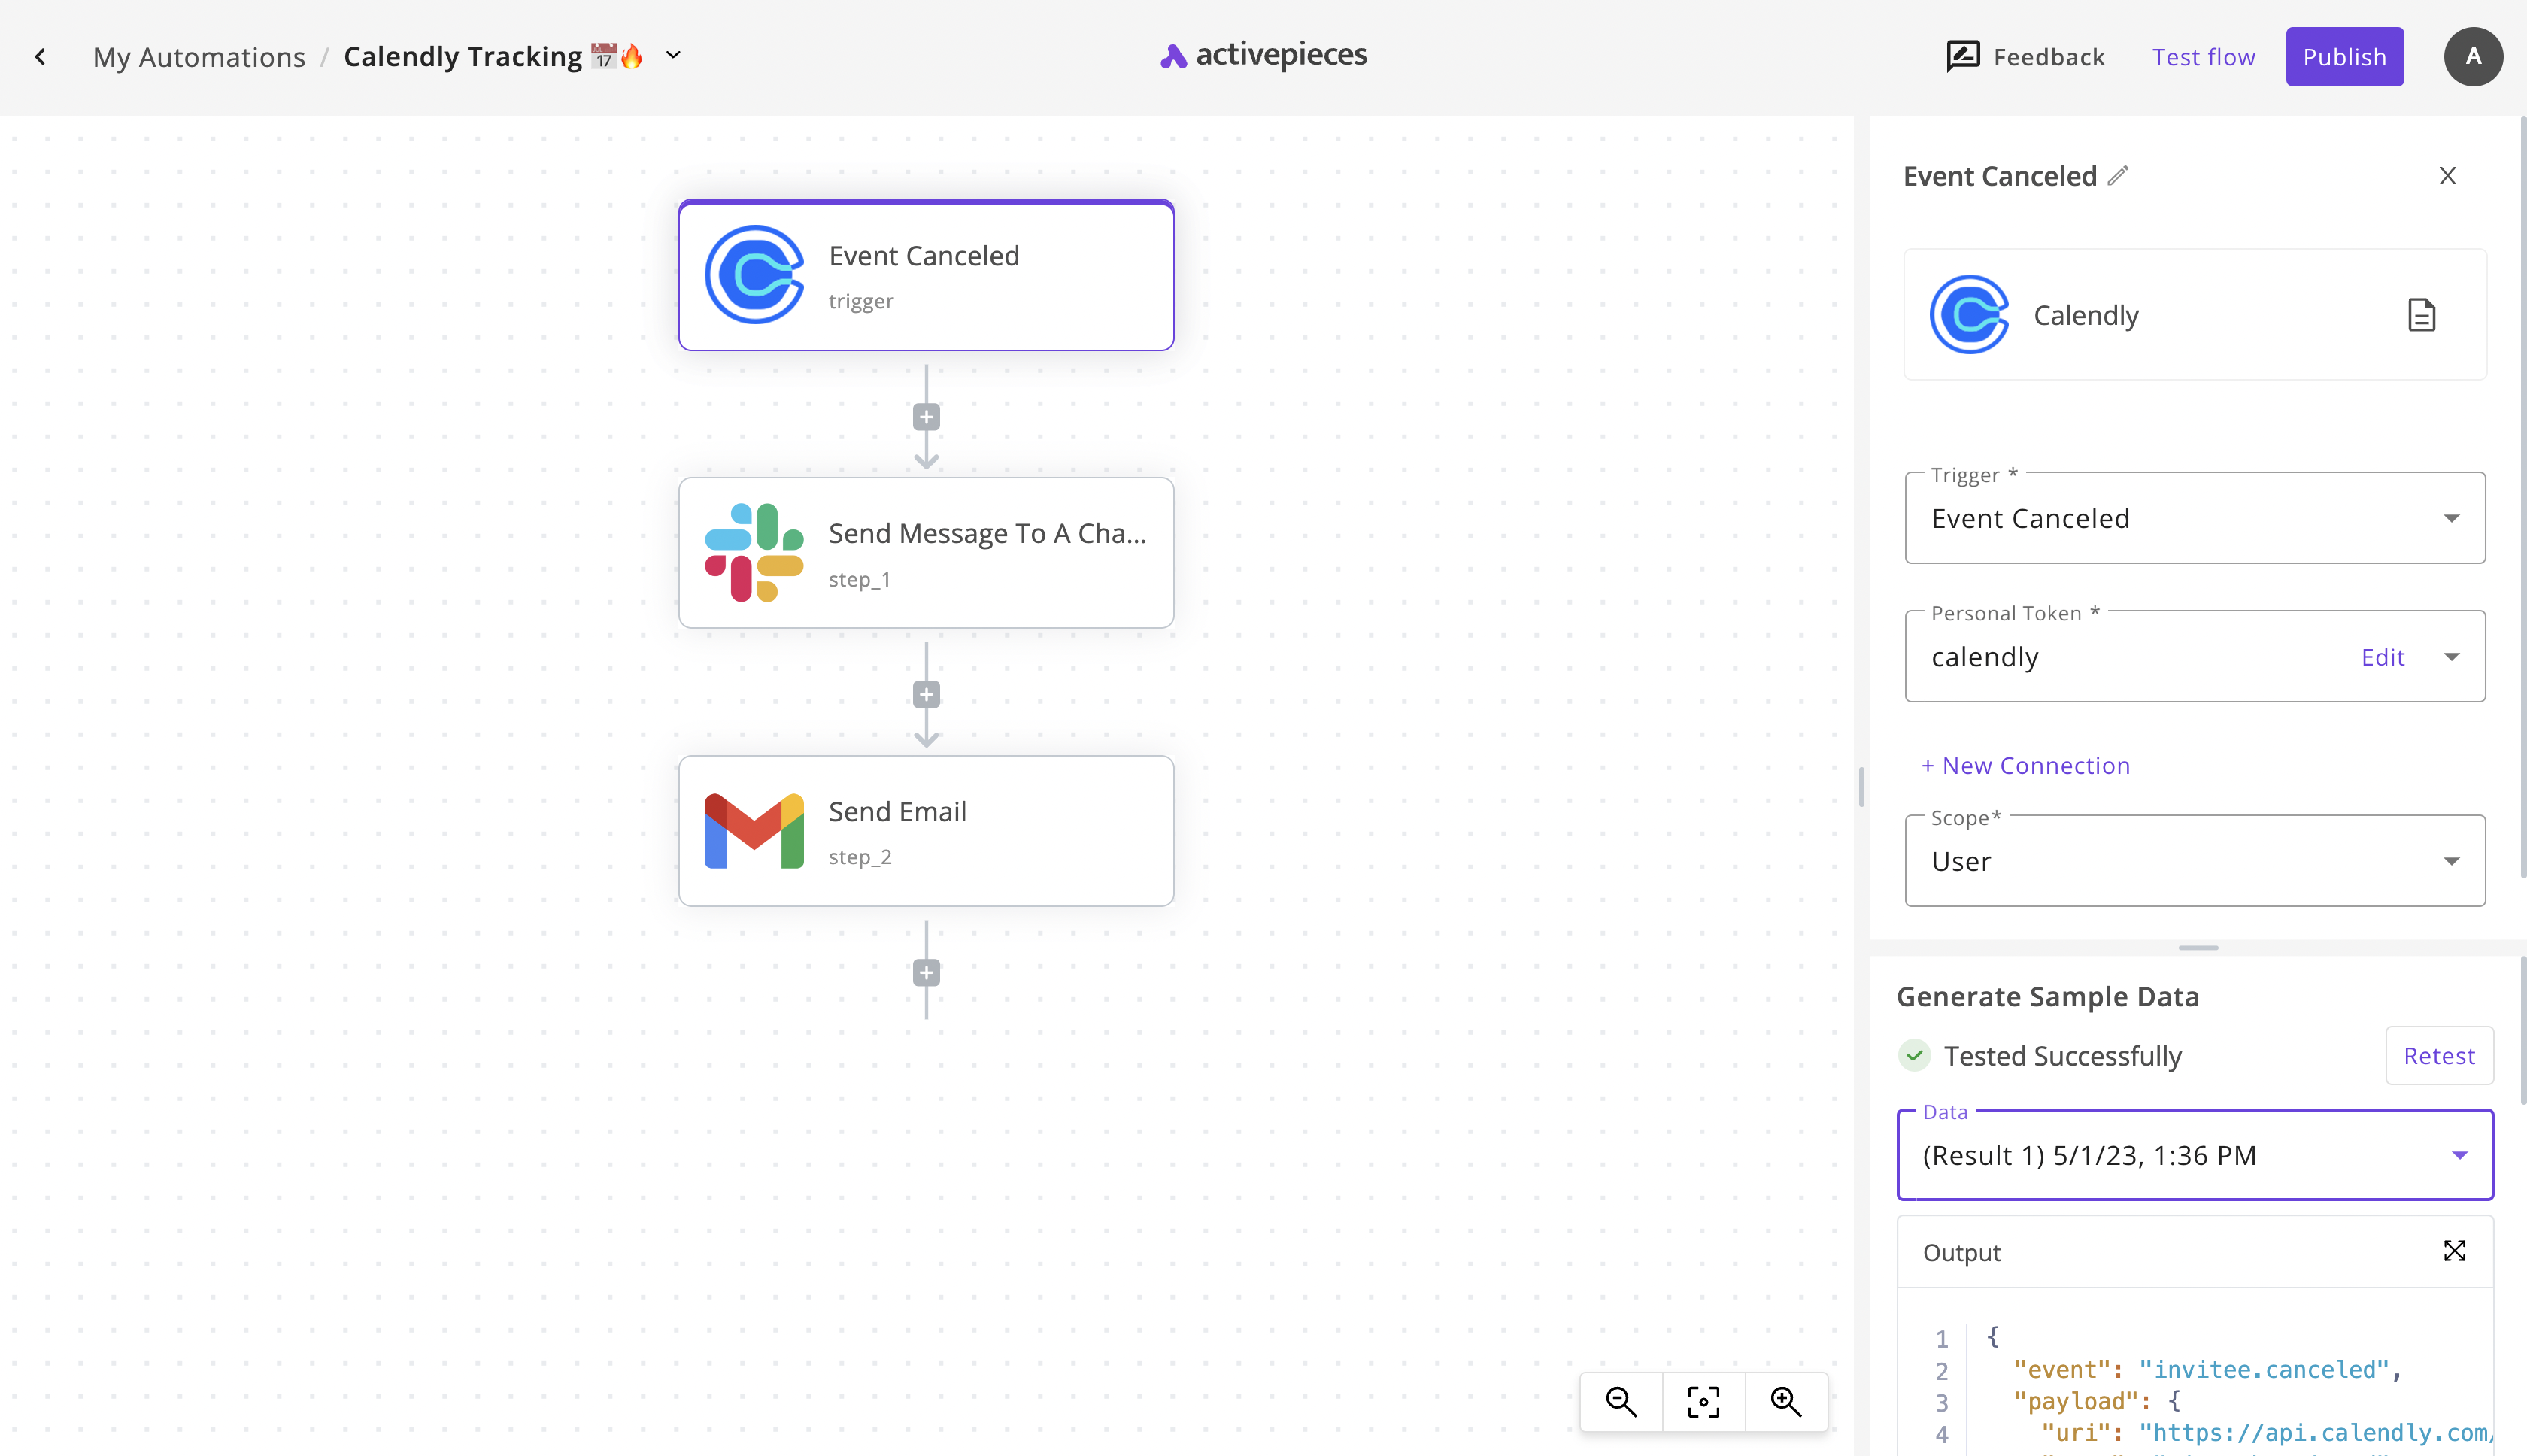 My Automations / Calendly Tracking 📅🔥
activepieces
Feedback
Test flow
Publish
A
Event Canceled
trigger
Send Message To A Cha...
step_1
Send Email
step_2
Event Canceled
Calendly
Trigger *
Event Canceled
Personal Token *
calendly
Edit
+ New Connection
Scope*
User
Generate Sample Data
Tested Successfully
Retest
Data
(Result 1) 5/1/23, 1:36 PM
Output
1 {
2 "event": "invitee.canceled",
3 "payload": {
4 "uri": "https://api.calendly.com/